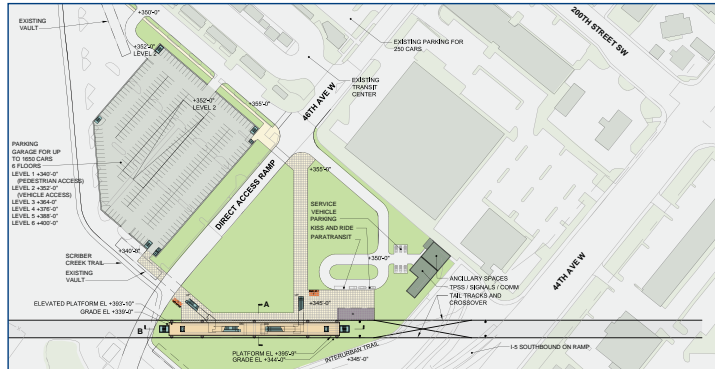 +350'-0"
EXISTING
VAULT
+352'-0"
LEVEL 2
EXISTING PARKING FOR
250 CARS
200TH STREET SW
EXISTING
TRANSIT
CENTER
46TH AVE W
+352'-0"
LEVEL 2
+355'-0"
PARKING
GARAGE FOR UP
TO 1650 CARS
6 FLOORS
LEVEL 1 +340'-0"
(PEDESTRIAN ACCESS)
LEVEL 2 +352'-0"
(VEHICLE ACCESS)
LEVEL 3 +364'-0"
LEVEL 4 +376'-0"
LEVEL 5 +388'-0"
LEVEL 6 +400'-0"
DIRECT ACCESS RAMP
+355'-0"
SERVICE
VEHICLE
PARKING
KISS AND RIDE
PARATRANSIT
+350'-0"
+340'-0"
SCRIBER
CREEK TRAIL
EXISTING
VAULT
44TH AVE W
ANCILLARY SPACES
TPSS / SIGNALS / COMM
TAIL TRACKS AND
CROSSOVER
ELEVATED PLATFORM EL +393'-10"
GRADE EL +339'-0"
A
+345'-0"
B
PLATFORM EL +395'-9"
GRADE EL +344'-0"
INTERURBAN TRAIL
+345'-0"
I-5 SOUTHBOUND ON RAMP